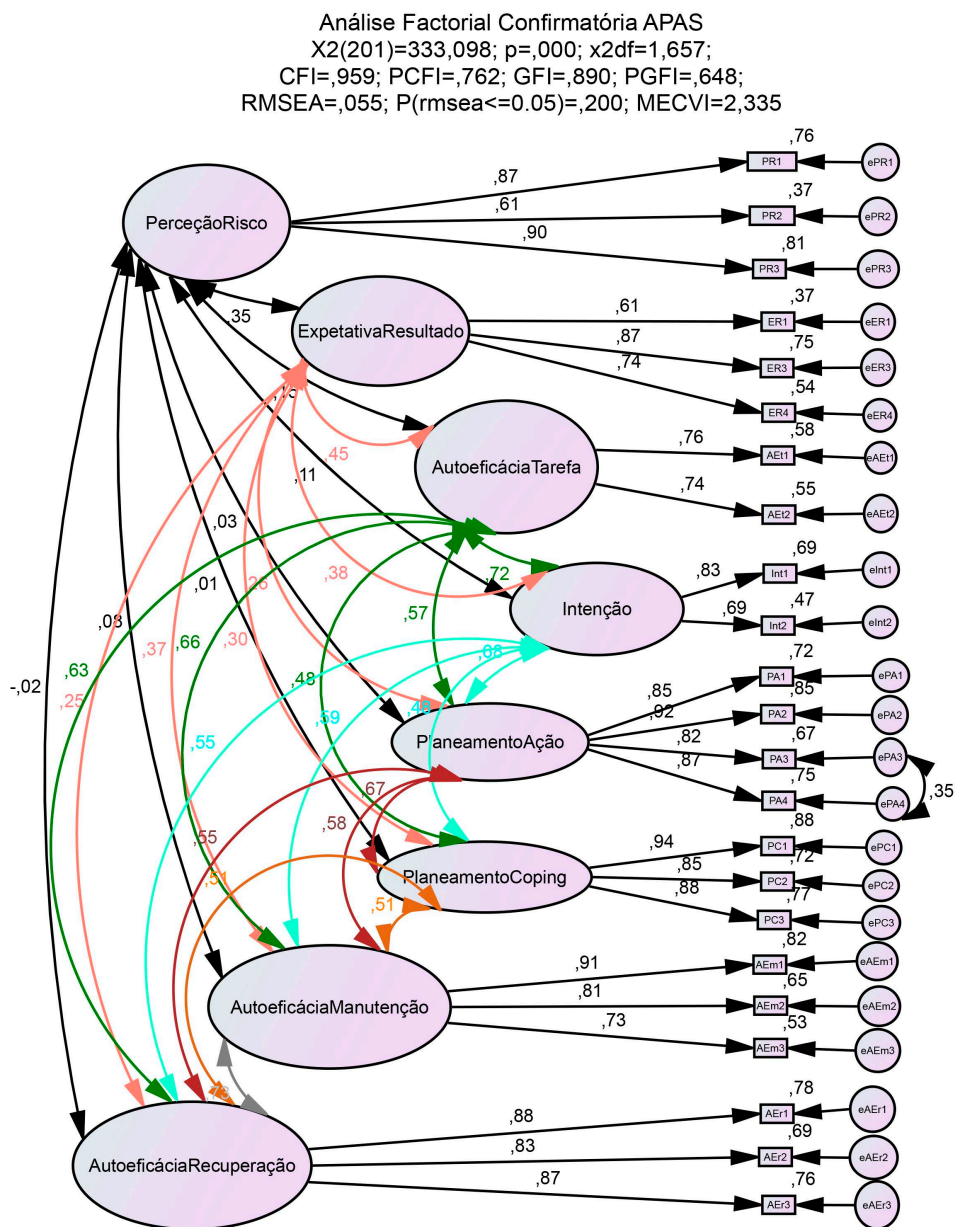 Análise Factorial Confirmatória APAS
X2(201)=333,098; p=,000; x2df=1,657;
CFI=,959; PCFI=,762; GFI=,890; PGFI=,648;
RMSEA=,055; P(rmsea<=0.05)=,200; MECVI=2,335
,76
,87
PR1
ePR1
PerceçãoRisco
,61
,37
PR2
ePR2
,90
,81
PR3
ePR3
,35
ExpetativaResultado
,61
,37
ER1
eER1
,87
,75
ER3
eER3
,74
,54
ER4
eER4
,45
,11
AutoeficáciaTarefa
,76
,58
AEt1
eAEt1
,74
,55
AEt2
eAEt2
,03
,01
,08
-,02
,38
,72
,57
Intenção
,83
,69
Int1
eInt1
,69
,47
Int2
eInt2
,63
,25
,37
,66
,30
,48
,68
,55
,59
PlaneamentoAção
,85
,72
PA1
ePA1
,92
,85
PA2
ePA2
,82
,67
PA3
ePA3
,87
,75
PA4
ePA4
,35
,67
,58
,55
,51
,51
PlaneamentoCoping
,94
,88
PC1
ePC1
,85
,72
PC2
ePC2
,88
,77
PC3
ePC3
AutoeficáciaManutenção
,91
,82
AEm1
eAEm1
,81
,65
AEm2
eAEm2
,73
,53
AEm3
eAEm3
AutoeficáciaRecuperação
,88
,78
AEr1
eAEr1
,83
,69
AEr2
eAEr2
,87
,76
AEr3
eAEr3